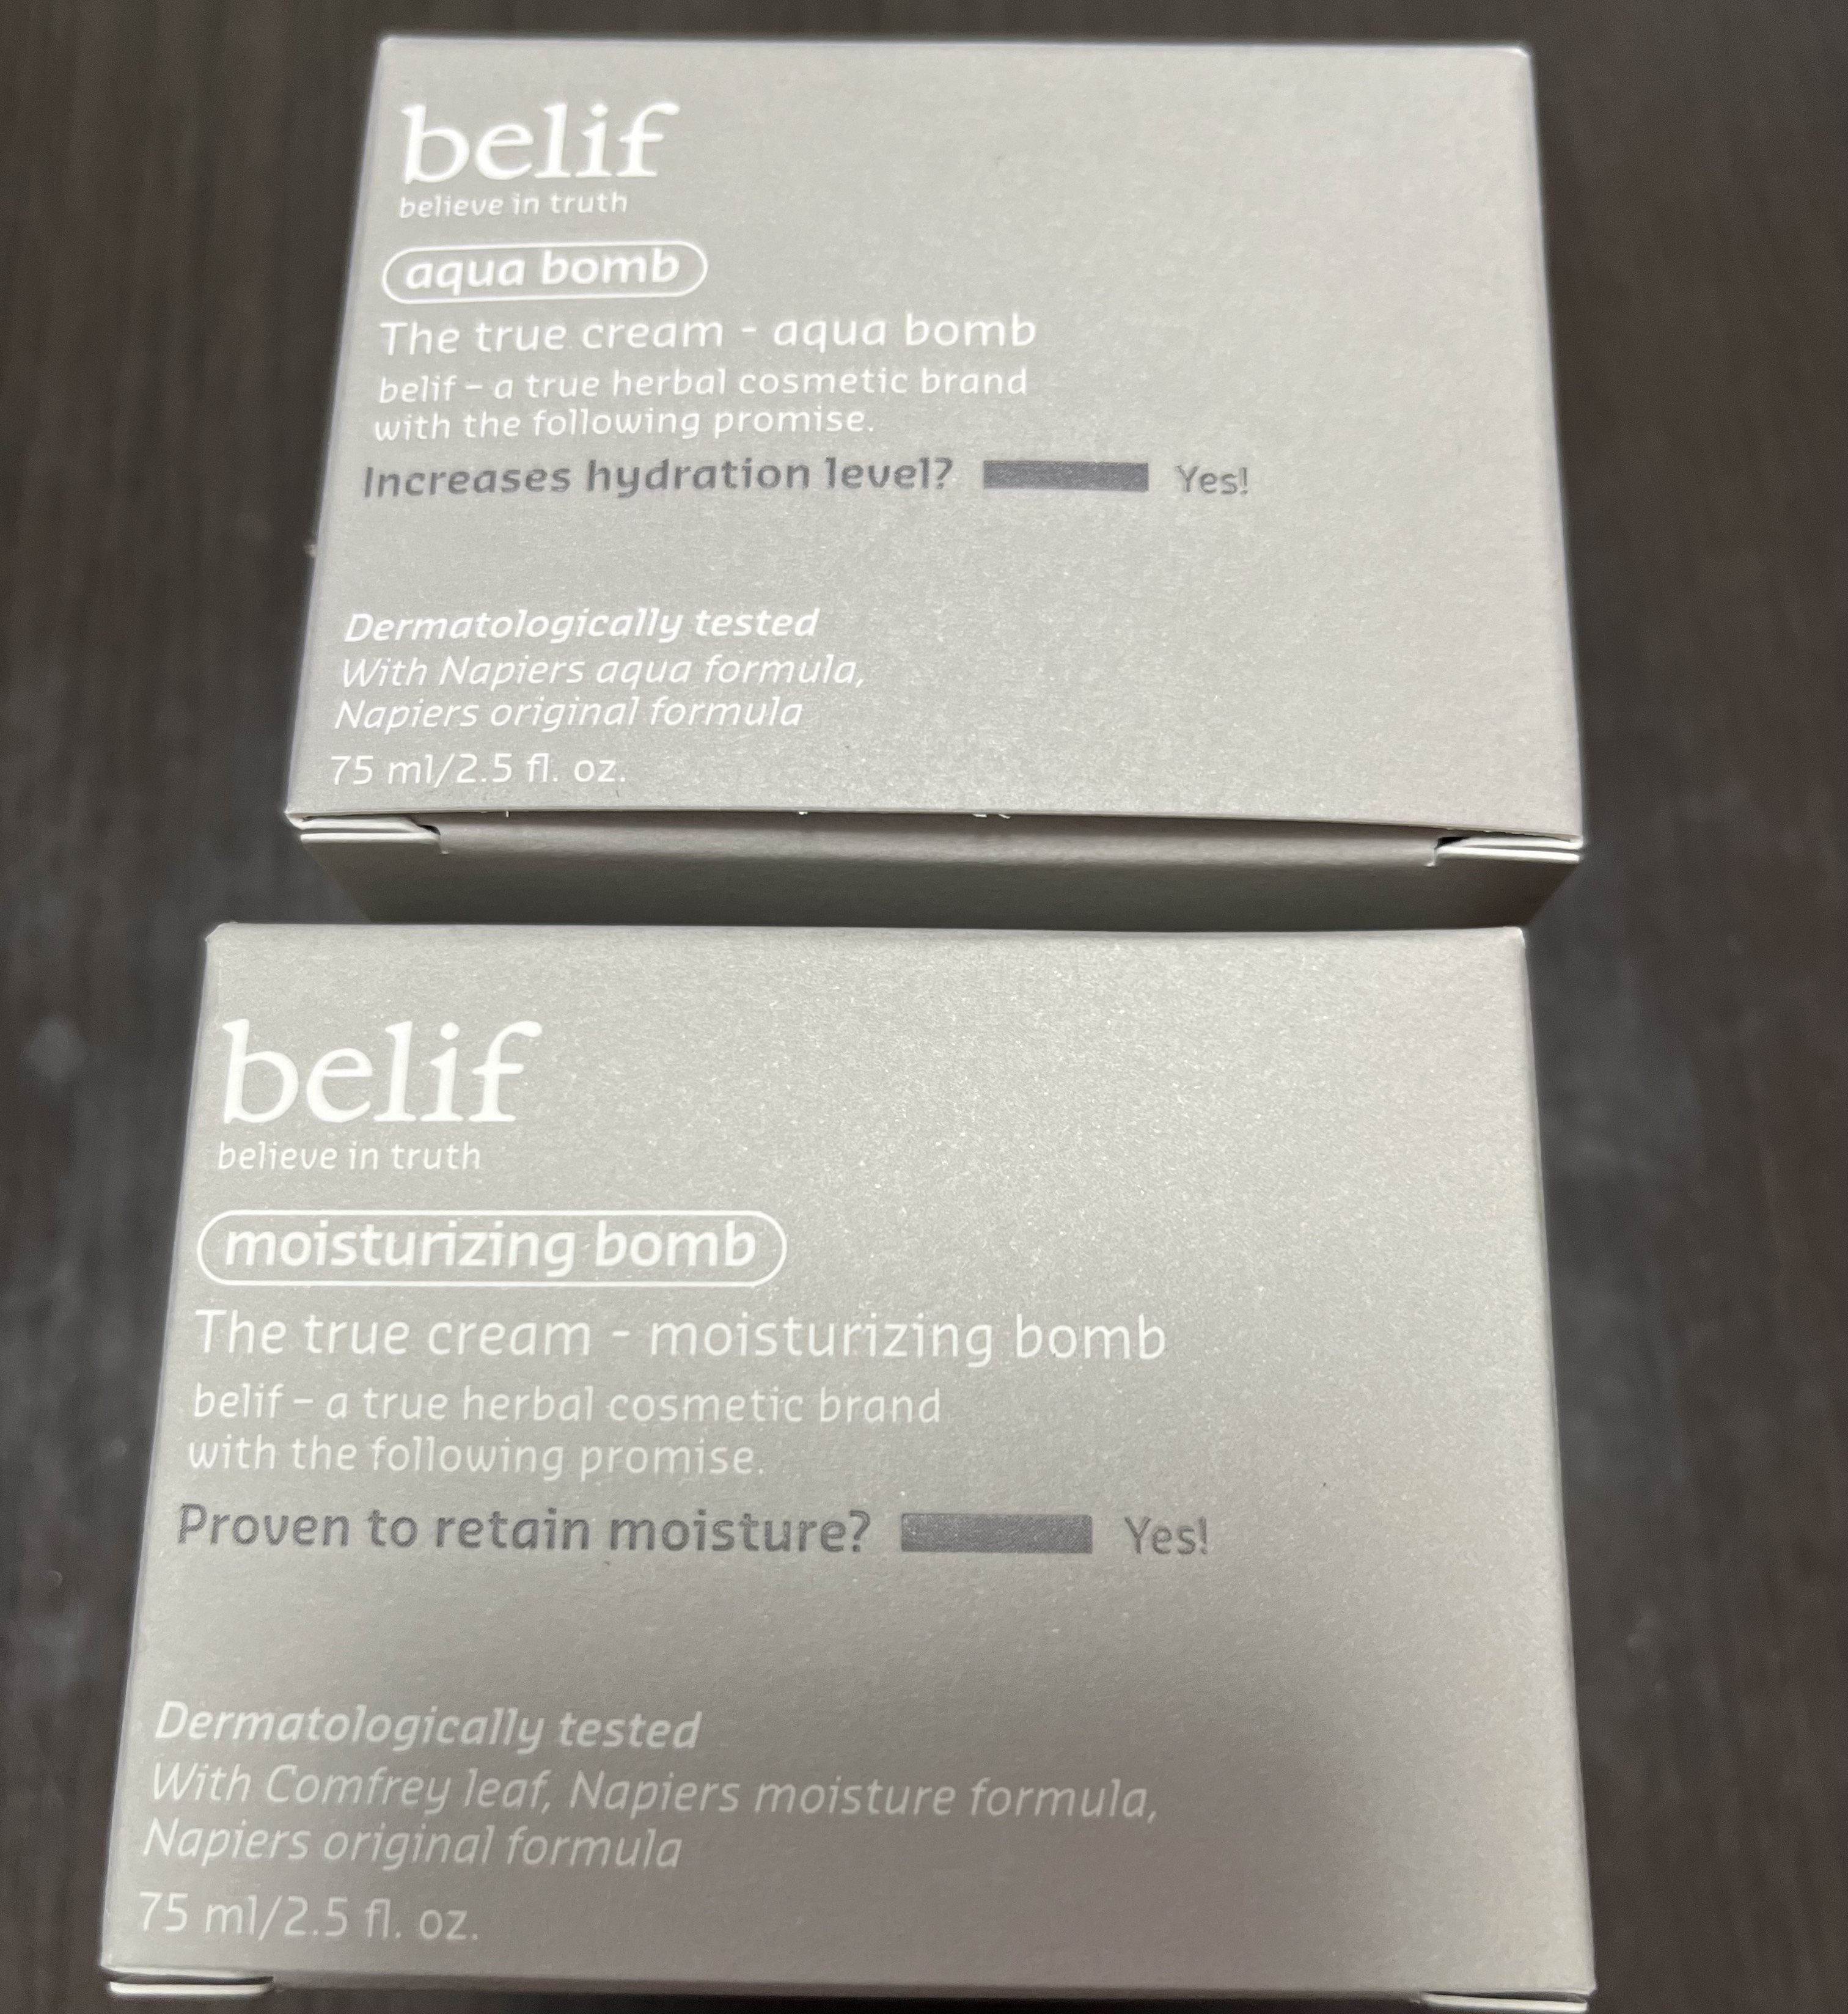 belif
believe in truth
aqua bomb
The true cream - aqua bomb
belif – a true herbal cosmetic brand
with the following promise.
Increases hydration level? Yes!
Dermatologically tested
With Napiers aqua formula,
Napiers original formula
75 ml/2.5 fl. oz.
belif
believe in truth
moisturizing bomb
The true cream - moisturizing bomb
belif – a true herbal cosmetic brand
with the following promise.
Proven to retain moisture? Yes!
Dermatologically tested
With Comfrey leaf, Napiers moisture formula,
Napiers original formula
75 ml/2.5 fl. oz.